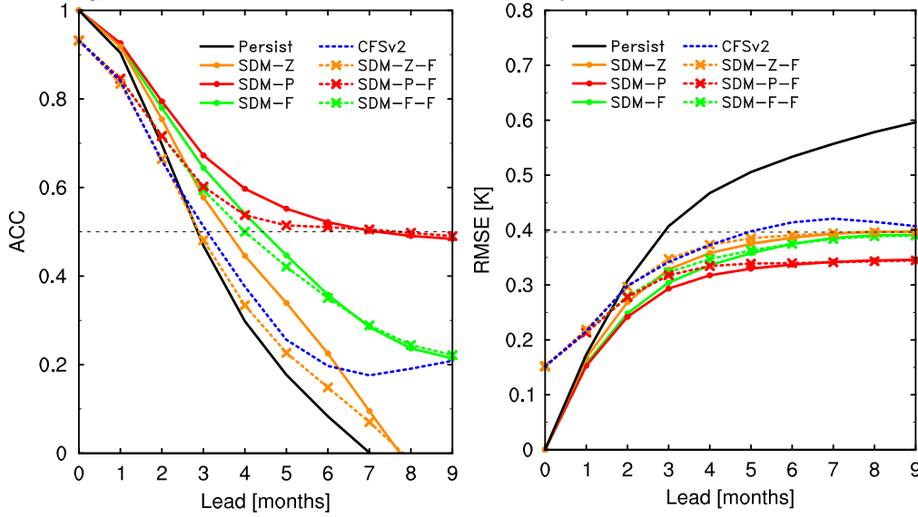 1
0.8
0.6
0.4
0.2
0
ACC
Persist
SDM-Z
SDM-P
SDM-F
CFSv2
SDM-Z-F
SDM-P-F
SDM-F-F
0 1 2 3 4 5 6 7 8 9
Lead [months]
0.8
0.7
0.6
0.5
0.4
0.3
0.2
0.1
0
RMSE [K]
Persist
SDM-Z
SDM-P
SDM-F
CFSv2
SDM-Z-F
SDM-P-F
SDM-F-F
0 1 2 3 4 5 6 7 8 9
Lead [months]